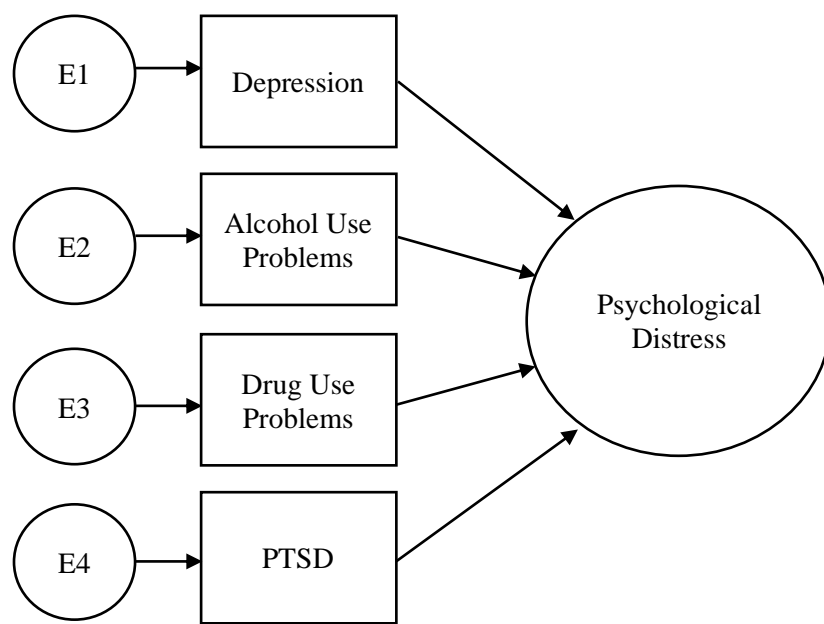 E1
Depression
E2
Alcohol Use
Problems
E3
Drug Use
Problems
E4
PTSD
Psychological
Distress